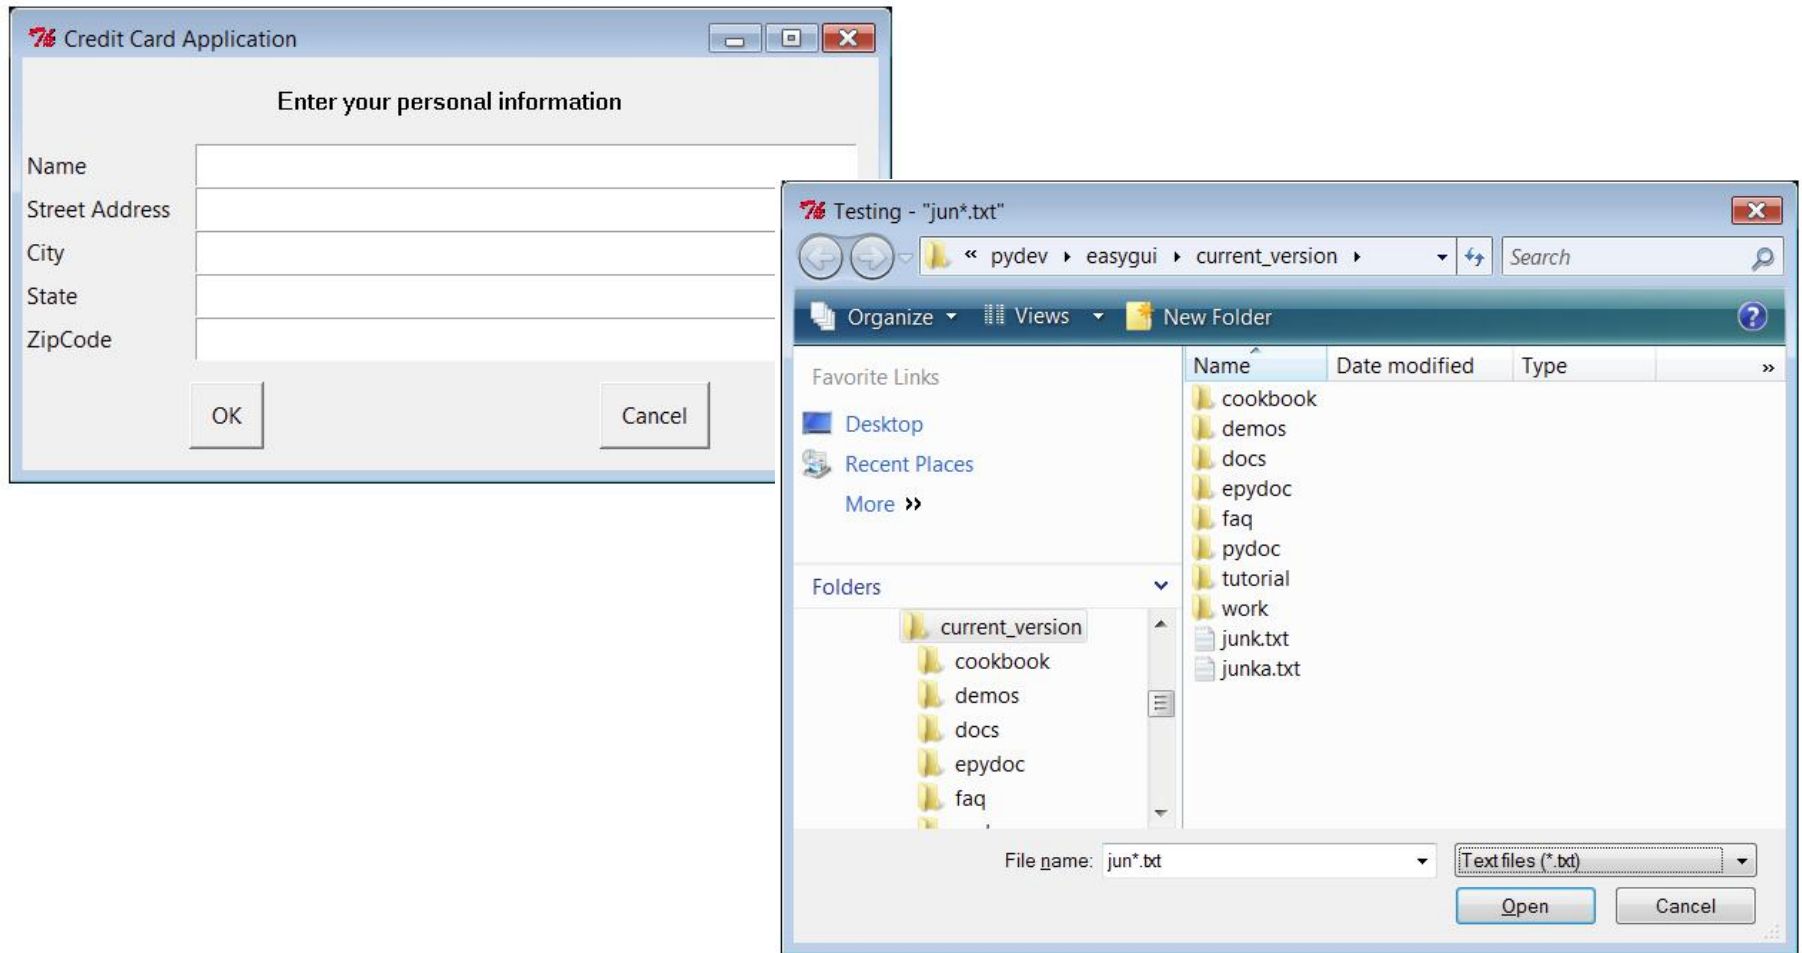 Credit Card Application
Enter your personal information
Name
Street Address
City
State
ZipCode
OK Cancel
Testing - "jun*.txt"
« pydev easygui current_version Search
Organize Views New Folder ?
Favorite Links
Desktop
Recent Places
More »
Folders
current_version
cookbook
demos
docs
epydoc
faq
Name Date modified Type »
cookbook
demos
docs
epydoc
faq
pydoc
tutorial
work
junk.txt
junka.txt
File name: jun*.txt Text files (*.txt)
Open Cancel